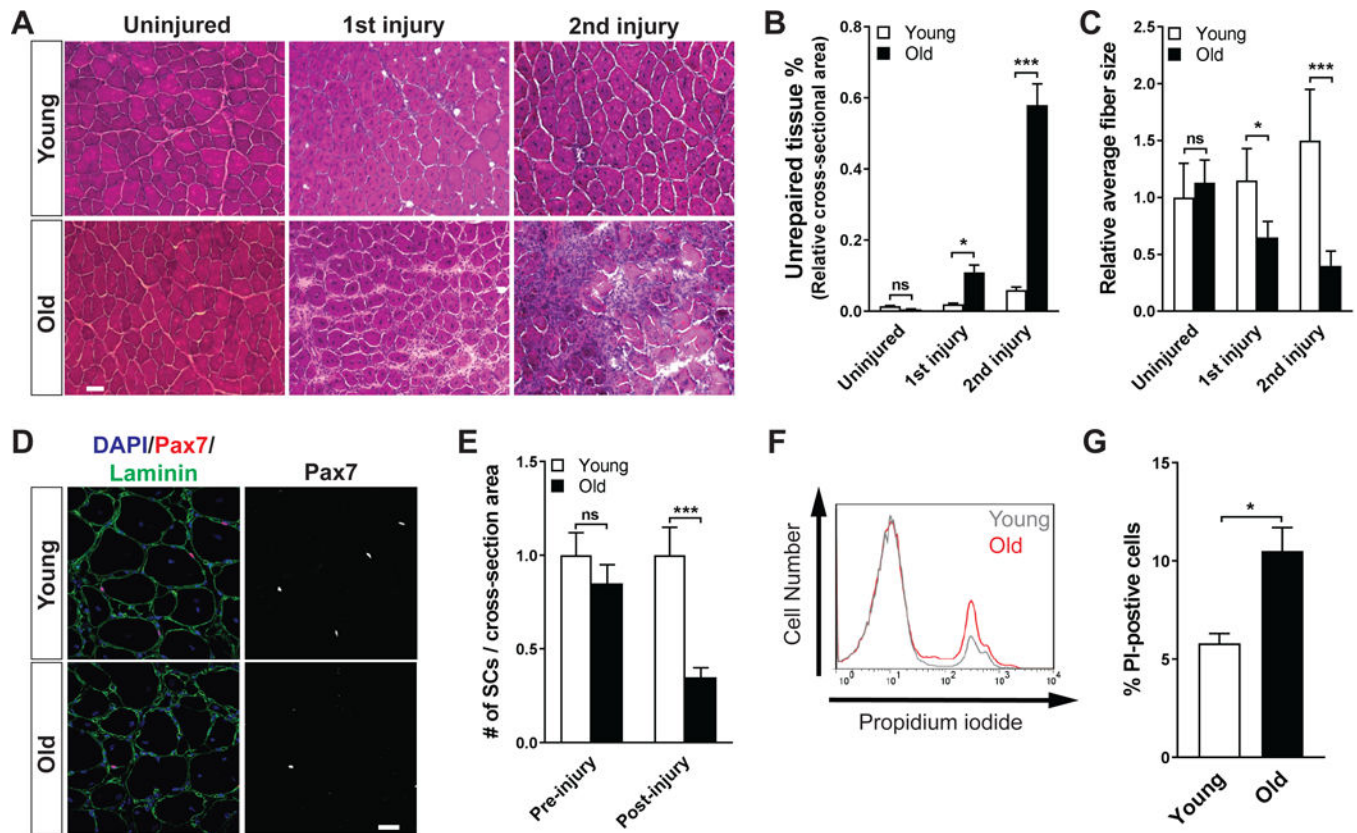 A
Uninjured
1st injury
2nd injury
Young
Old
B
Young
Old
Unrepaired tissue %
(Relative cross-sectional area)
0.8
0.6
0.4
0.2
0.0
ns
*
***
Uninjured
1st injury
2nd injury
C
Young
Old
Relative average fiber size
2.5
2.0
1.5
1.0
0.5
0.0
ns
*
***
Uninjured
1st injury
2nd injury
D
DAPI/Pax7/
Laminin
Pax7
Young
Old
E
Young
Old
# of SCs / cross-section area
1.5
1.0
0.5
0.0
ns
***
Pre-injury
Post-injury
F
Young
Old
Cell Number
10⁰
10¹
10²
10³
10⁴
Propidium iodide
G
% PI-postive cells
15
10
5
0
*
Young
Old